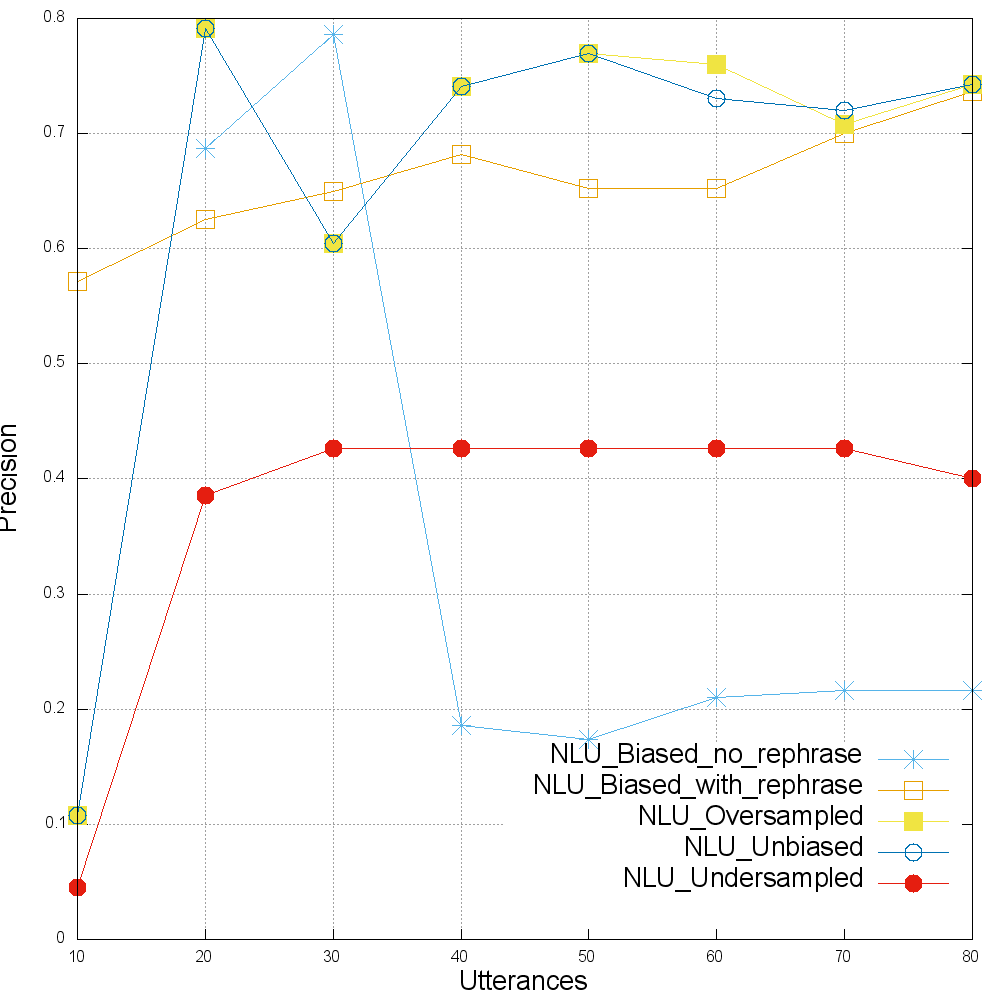 0.8
0.7
0.6
0.5
0.4
0.3
0.2
0.1
0
Precision
NLU_Biased_no_rephrase
NLU_Biased_with_rephrase
NLU_Oversampled
NLU_Unbiased
NLU_Undersampled
10 20 30 40 50 60 70 80
Utterances